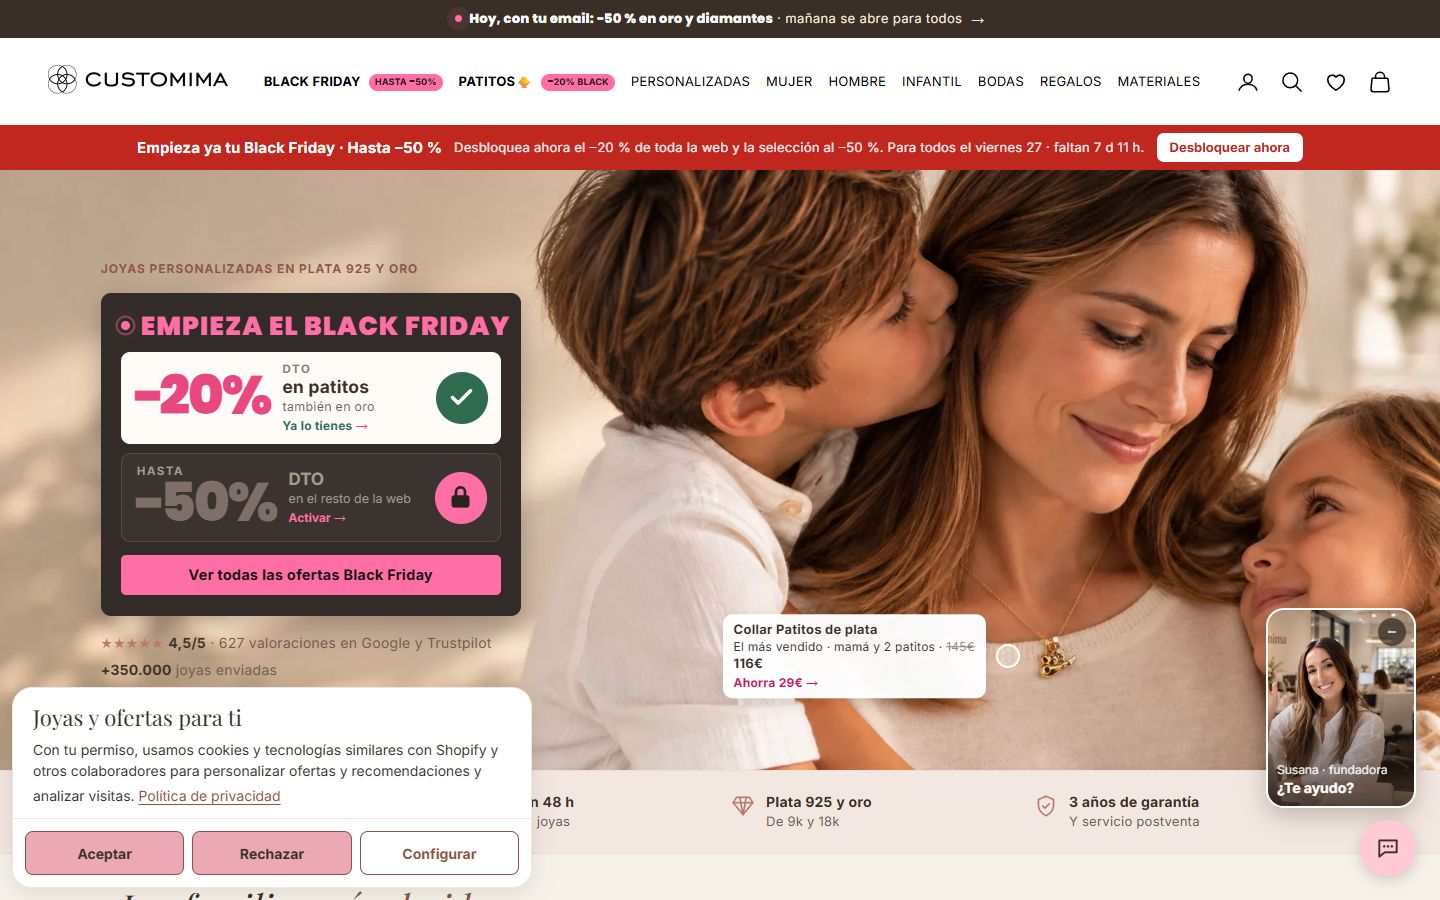 Hoy, con tu email: -50 % en oro y diamantes · mañana se abre para todos →
CUSTOMIMA
BLACK FRIDAY HASTA -50% PATITOS -20% BLACK PERSONALIZADAS MUJER HOMBRE INFANTIL BODAS REGALOS MATERIALES
Empieza ya tu Black Friday · Hasta −50 % Desbloquea ahora el −20 % de toda la web y la selección al −50 %. Para todos el viernes 27 · faltan 7 d 11 h. Desbloquear ahora
JOYAS PERSONALIZADAS EN PLATA 925 Y ORO
EMPIEZA EL BLACK FRIDAY
−20%
DTO
en patitos
también en oro
Ya lo tienes →
HASTA
−50%
DTO
en el resto de la web
Activar →
Ver todas las ofertas Black Friday
★★★★★ 4,5/5 · 627 valoraciones en Google y Trustpilot
+350.000 joyas enviadas
Collar Patitos de plata
El más vendido · mamá y 2 patitos · 145€
116€
Ahorra 29€ →
Joyas y ofertas para ti
Con tu permiso, usamos cookies y tecnologías similares con Shopify y
otros colaboradores para personalizar ofertas y recomendaciones y
analizar visitas. Política de privacidad
Aceptar Rechazar Configurar
n 48 h
joyas
Plata 925 y oro
De 9k y 18k
3 años de garantía
Y servicio postventa
Susana · fundadora
¿Te ayudo?